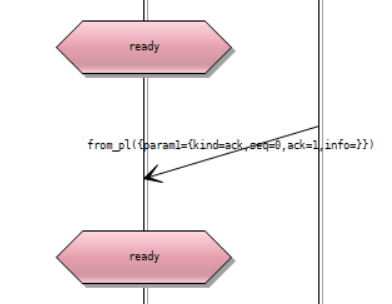 ready
from_pl({param1={kind=ack,seq=0,ack=1,info=}})
ready